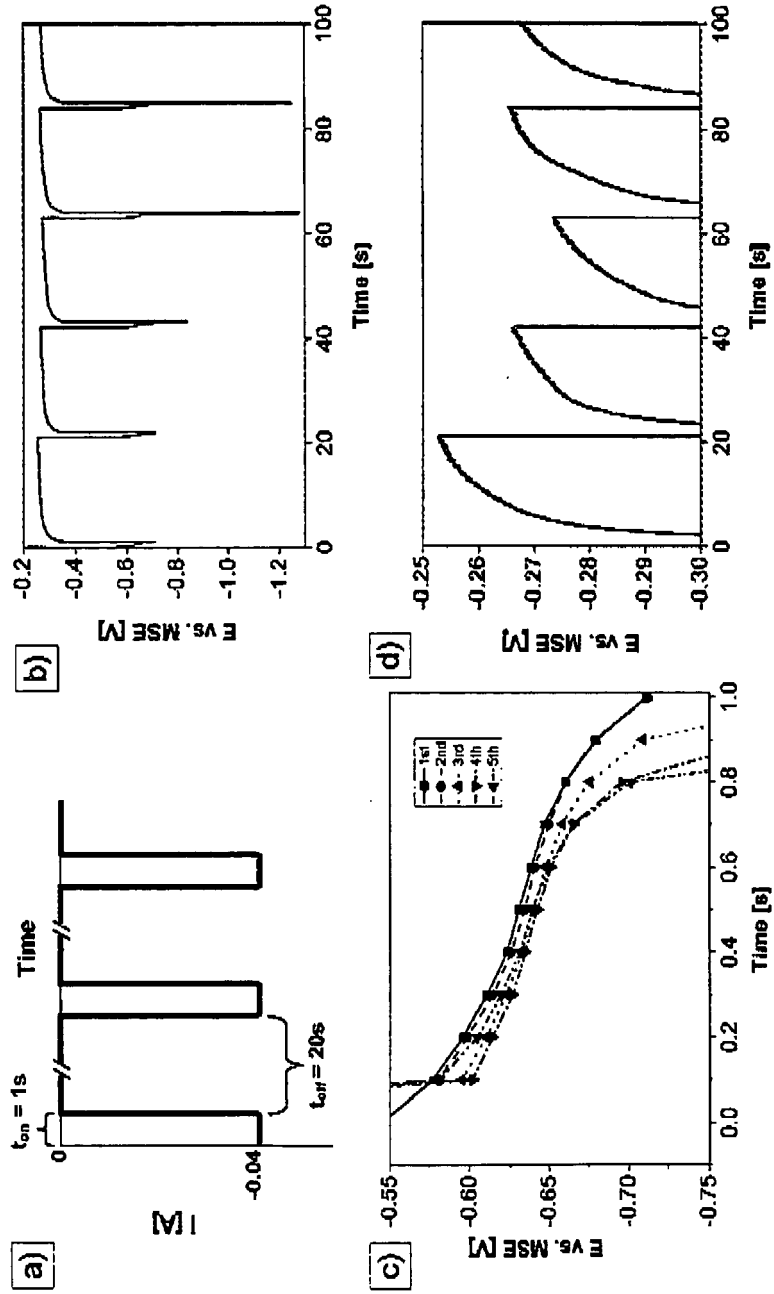 a)
Time
t_on = 1s
0
-0.04
I [A]
t_off = 20s
b)
-0.2
-0.4
-0.6
-0.8
-1.0
-1.2
E vs. MSE [V]
0 20 40 60 80 100
Time [s]
c)
-0.55
-0.60
-0.65
-0.70
-0.75
E vs. MSE [V]
1st
2nd
3rd
4th
5th
0.0 0.2 0.4 0.6 0.8 1.0
Time [s]
d)
-0.25
-0.26
-0.27
-0.28
-0.29
-0.30
E vs. MSE [V]
0 20 40 60 80 100
Time [s]